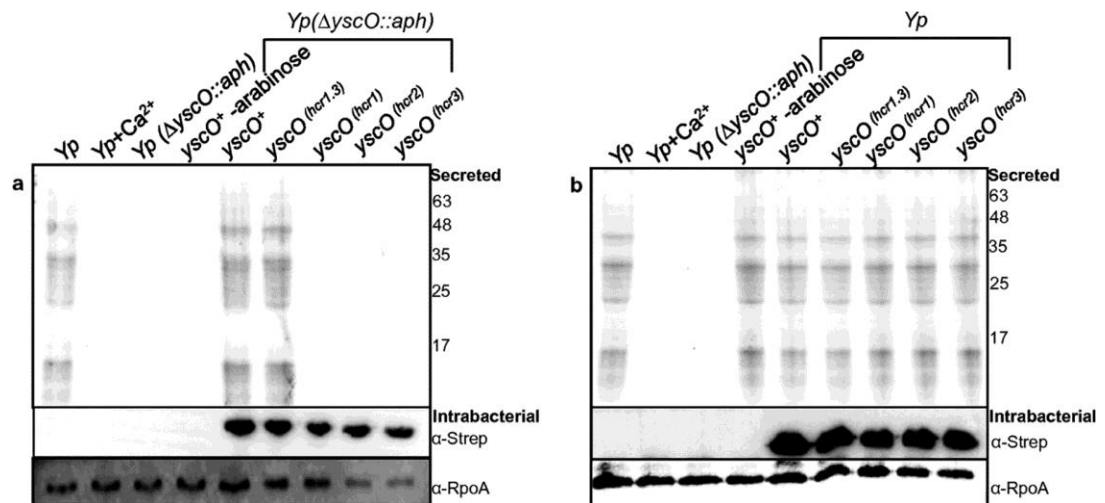 Yp(ΔyscO::aph)
Yp
Yp+Ca²⁺
Yp (ΔyscO::aph)
yscO⁺ -arabinose
yscO⁺
yscO⁽ʰᶜʳ¹·³⁾
yscO⁽ʰᶜʳ¹⁾
yscO⁽ʰᶜʳ²⁾
yscO⁽ʰᶜʳ³⁾
a
Secreted
63
48
35
25
17
Intrabacterial
α-Strep
α-RpoA
Yp
Yp
Yp+Ca²⁺
Yp (ΔyscO::aph)
yscO⁺ -arabinose
yscO⁺
yscO⁽ʰᶜʳ¹·³⁾
yscO⁽ʰᶜʳ¹⁾
yscO⁽ʰᶜʳ²⁾
yscO⁽ʰᶜʳ³⁾
b
Secreted
63
48
35
25
17
Intrabacterial
α-Strep
α-RpoA